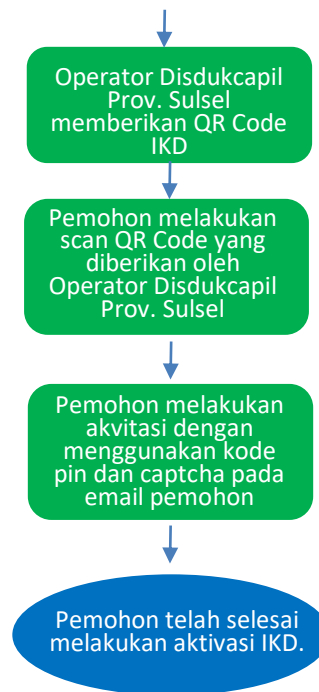 Operator Disdukcapil
Prov. Sulsel
memberikan QR Code
IKD
Pemohon melakukan
scan QR Code yang
diberikan oleh
Operator Disdukcapil
Prov. Sulsel
Pemohon melakukan
akvitasi dengan
menggunakan kode
pin dan captcha pada
email pemohon
Pemohon telah selesai
melakukan aktivasi IKD.